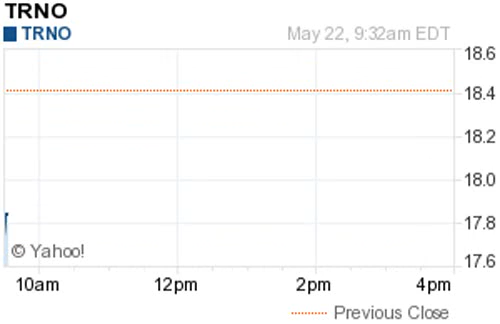 TRNO
TRNO May 22, 9:32am EDT
18.6
18.4
18.2
18.0
17.8
17.6
© Yahoo!
10am 12pm 2pm 4pm
Previous Close